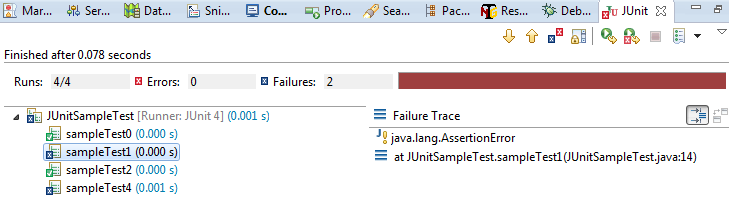 Mar... Ser... Dat... Sni... Co... Pro... Sea... Pac... Res... Deb... JUnit
Finished after 0.078 seconds
Runs: 4/4 Errors: 0 Failures: 2
JUnitSampleTest [Runner: JUnit 4] (0.001 s)
sampleTest0 (0.000 s)
sampleTest1 (0.000 s)
sampleTest2 (0.000 s)
sampleTest4 (0.001 s)
Failure Trace
java.lang.AssertionError
at JUnitSampleTest.sampleTest1(JUnitSampleTest.java:14)